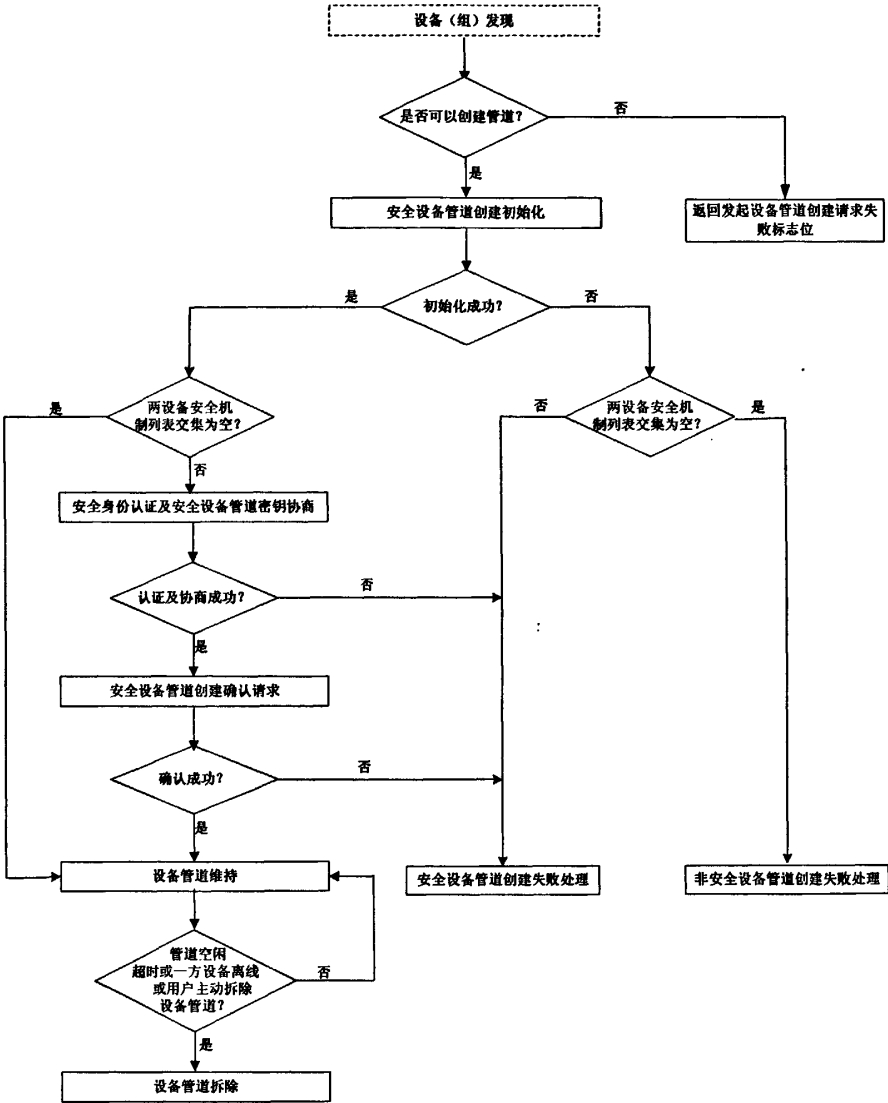 设备（组）发现
是否可以创建管道？
否
是
安全设备管道创建初始化
返回发起设备管道创建请求失
败标志位
是
初始化成功？
否
是
两设备安全机
制列表交集为空？
否
两设备安全机
制列表交集为空？
是
否
安全身份认证及安全设备管道密钥协商
认证及协商成功？
否
是
安全设备管道创建确认请求
确认成功？
否
是
设备管道维持
安全设备管道创建失败处理
非安全设备管道创建失败处理
管道空闲
超时或一方设备离线
或用户主动拆除
设备管道？
否
是
设备管道拆除